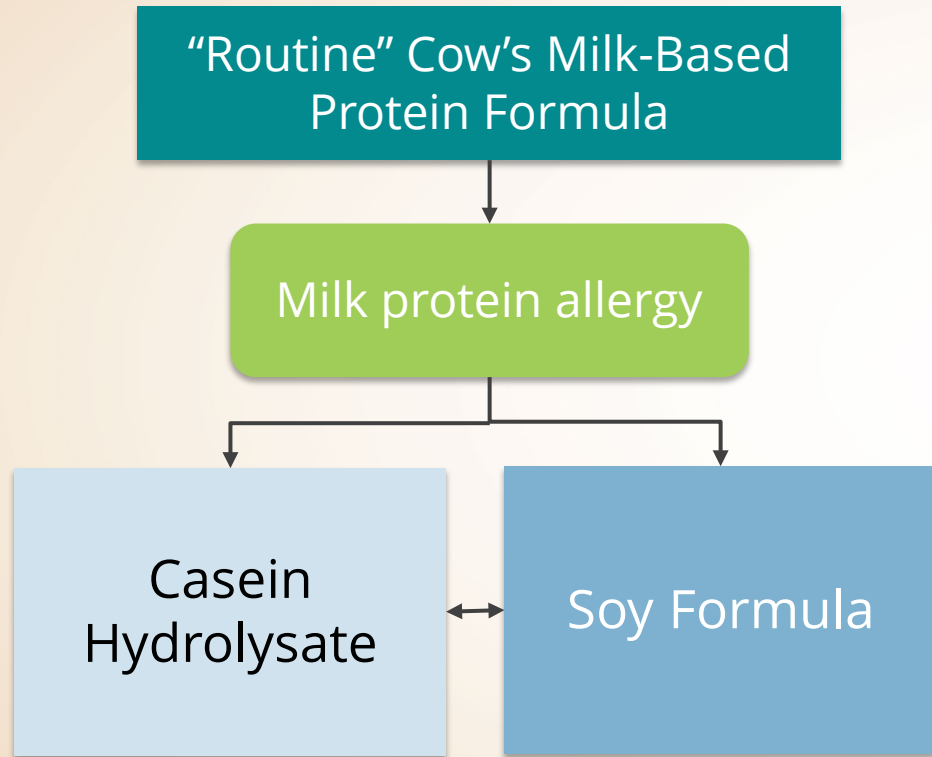 “Routine” Cow’s Milk-Based
Protein Formula
Milk protein allergy
Casein
Hydrolysate
Soy Formula